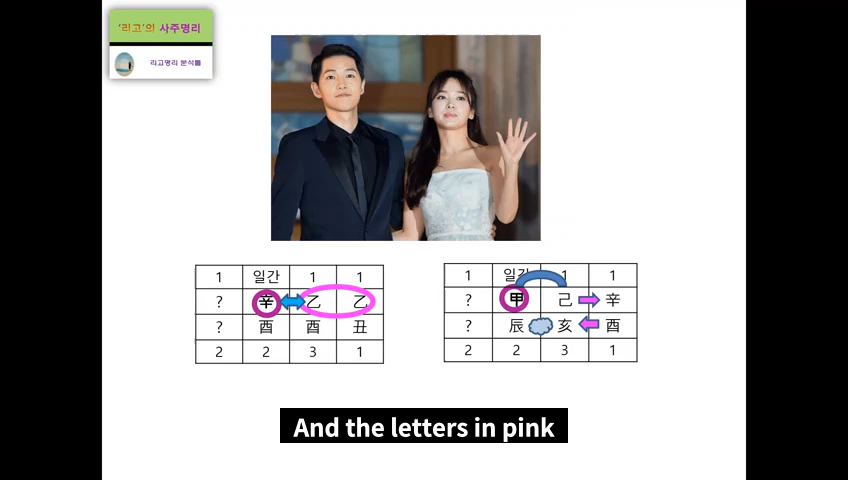 '리고'의 사주명리
리고명리 문석틀
1 일간 1 1
? 辛 乙 乙
? 酉 酉 丑
2 2 3 1
1 일간 1 1
? 甲 己 辛
? 辰 亥 酉
2 2 3 1
And the letters in pink